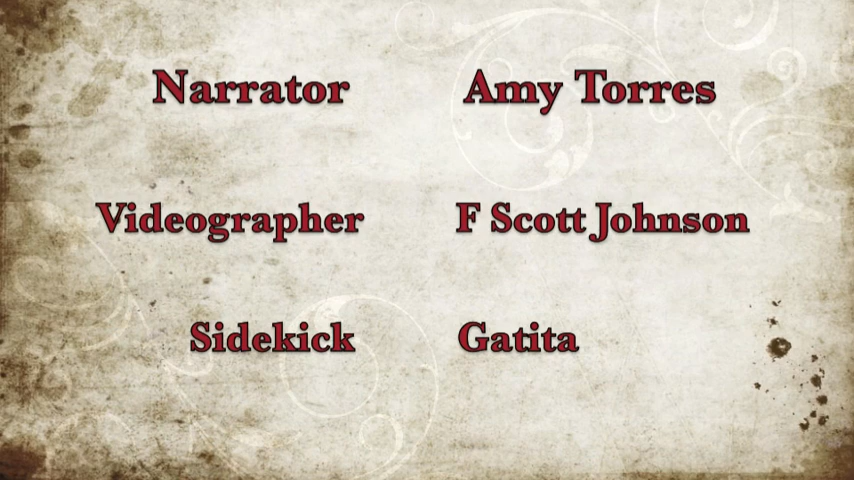 Narrator Amy Torres
Videographer F Scott Johnson
Sidekick Gatita